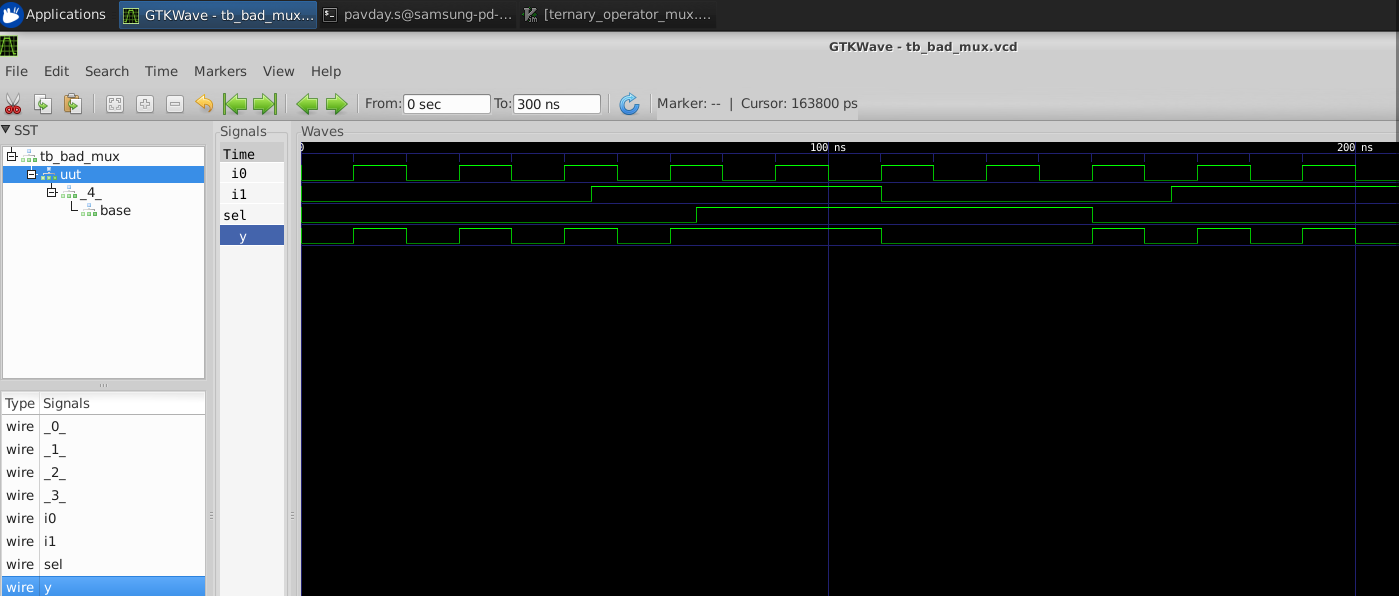 Applications GTKWave - tb_bad_mux... pavday.s@samsung-pd-... [ternary_operator_mux....
GTKWave - tb_bad_mux.vcd
File Edit Search Time Markers View Help
From: 0 sec To: 300 ns Marker: -- | Cursor: 163800 ps
SST
tb_bad_mux
uut
_4_
base
Type Signals
wire _0_
wire _1_
wire _2_
wire _3_
wire i0
wire i1
wire sel
wire y
Signals
Time
i0
i1
sel
y
Waves
100 ns 200 ns